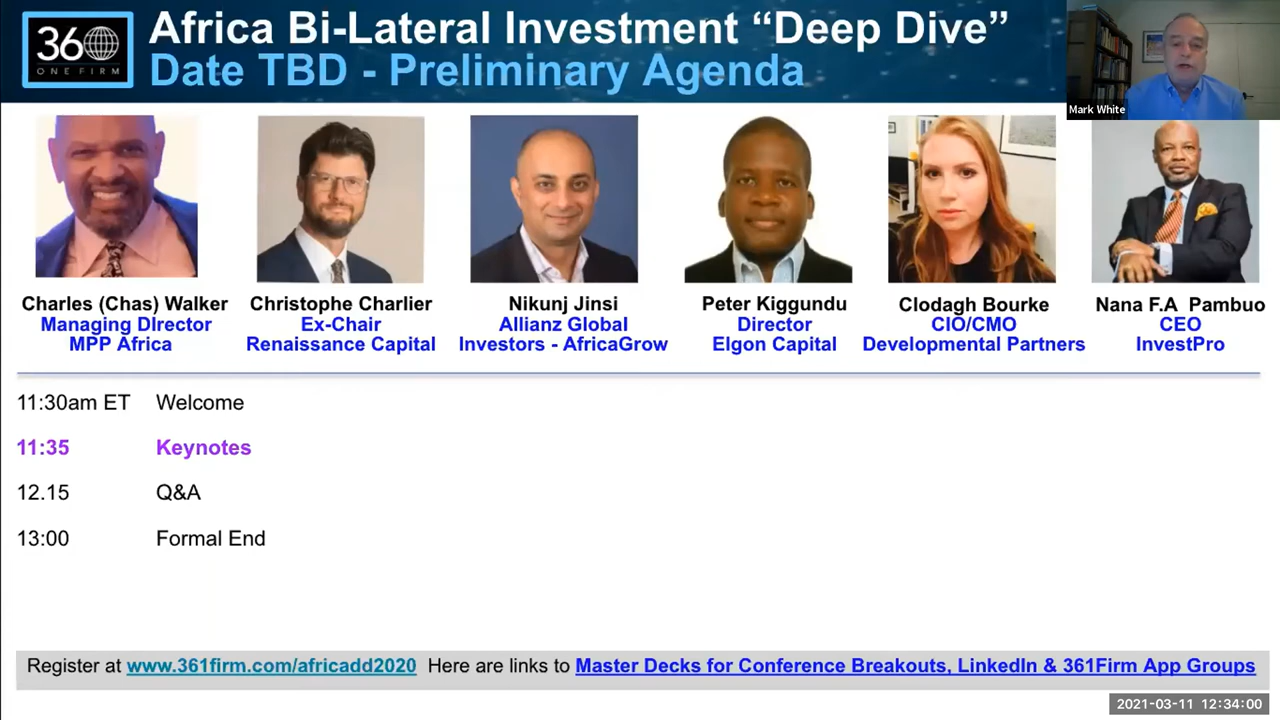 36
ONE FIRM
Africa Bi-Lateral Investment “Deep Dive”
Date TBD - Preliminary Agenda
Mark White
Charles (Chas) Walker
Managing DIrector
MPP Africa
Christophe Charlier
Ex-Chair
Renaissance Capital
Nikunj Jinsi
Allianz Global
Investors - AfricaGrow
Peter Kiggundu
Director
Elgon Capital
Clodagh Bourke
CIO/CMO
Developmental Partners
Nana F.A Pambuo
CEO
InvestPro
11:30am ET Welcome
11:35 Keynotes
12.15 Q&A
13:00 Formal End
Register at www.361firm.com/africadd2020 Here are links to Master Decks for Conference Breakouts, LinkedIn & 361Firm App Groups
2021-03-11 12:34:00